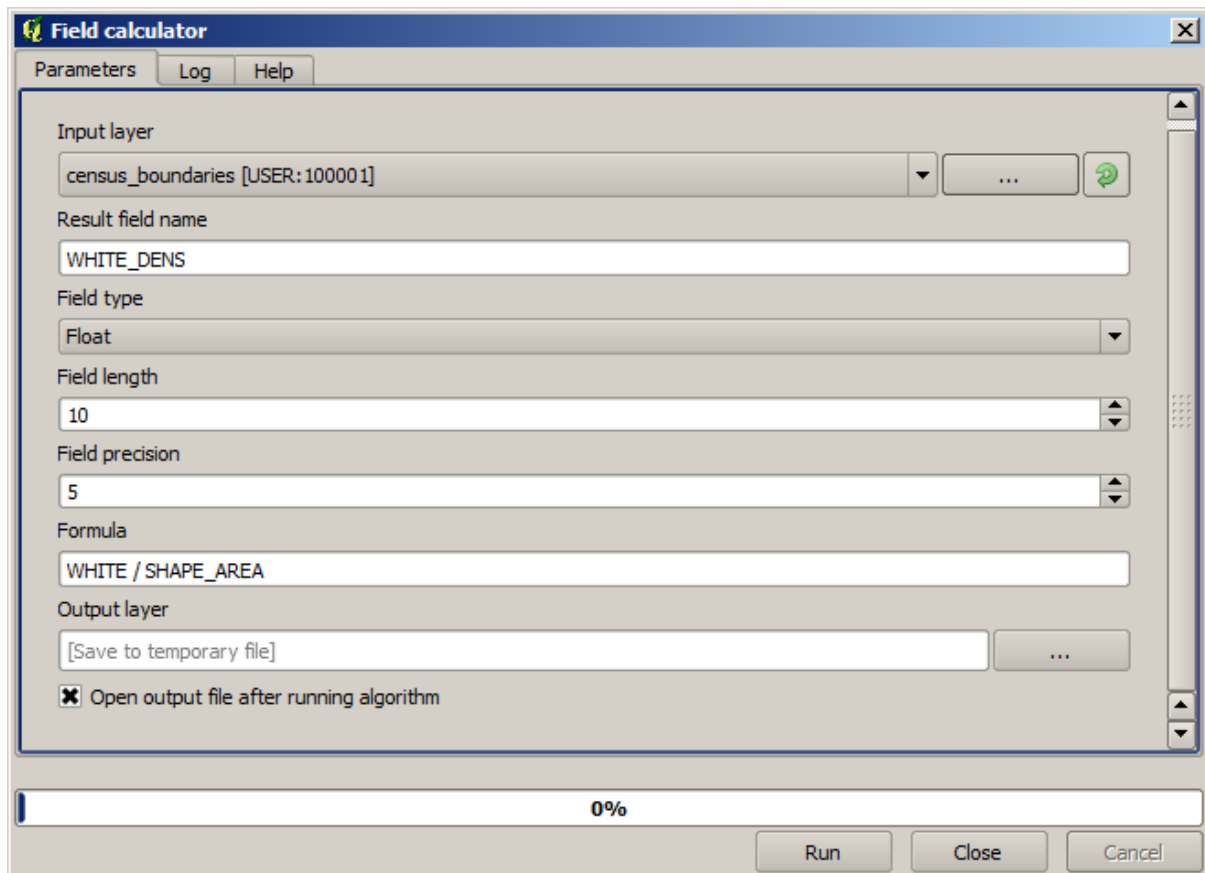 Field calculator
Parameters Log Help
Input layer
census_boundaries [USER:100001]
...
Result field name
WHITE_DENS
Field type
Float
Field length
10
Field precision
5
Formula
WHITE / SHAPE_AREA
Output layer
[Save to temporary file]
...
Open output file after running algorithm
0%
Run Close Cancel